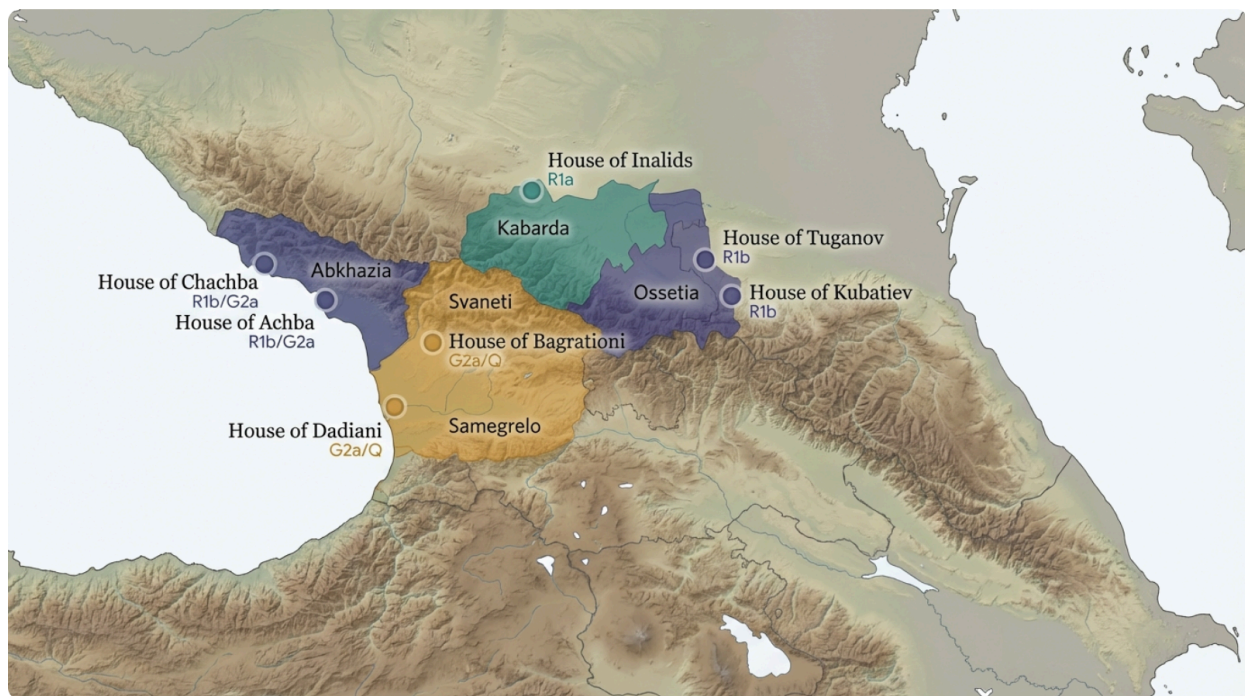 House of Inalids
R1a
Kabarda
House of Tuganov
R1b
House of Chachba
R1b/G2a
Abkhazia
House of Achba
R1b/G2a
Svaneti
Ossetia
House of Kubatiev
R1b
House of Bagrationi
G2a/Q
House of Dadiani
G2a/Q
Samegrelo